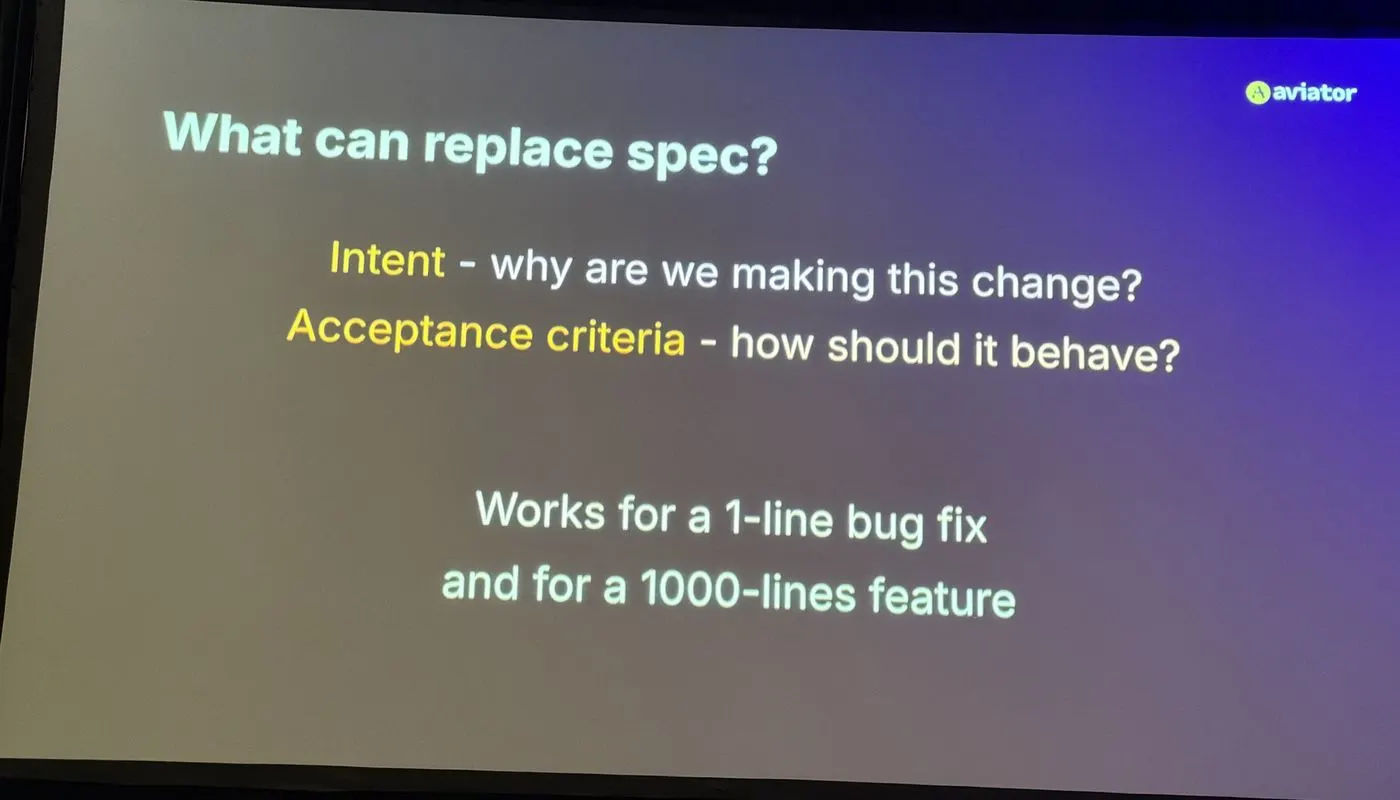 aviator
What can replace spec?
Intent - why are we making this change?
Acceptance criteria - how should it behave?
Works for a 1-line bug fix
and for a 1000-lines feature